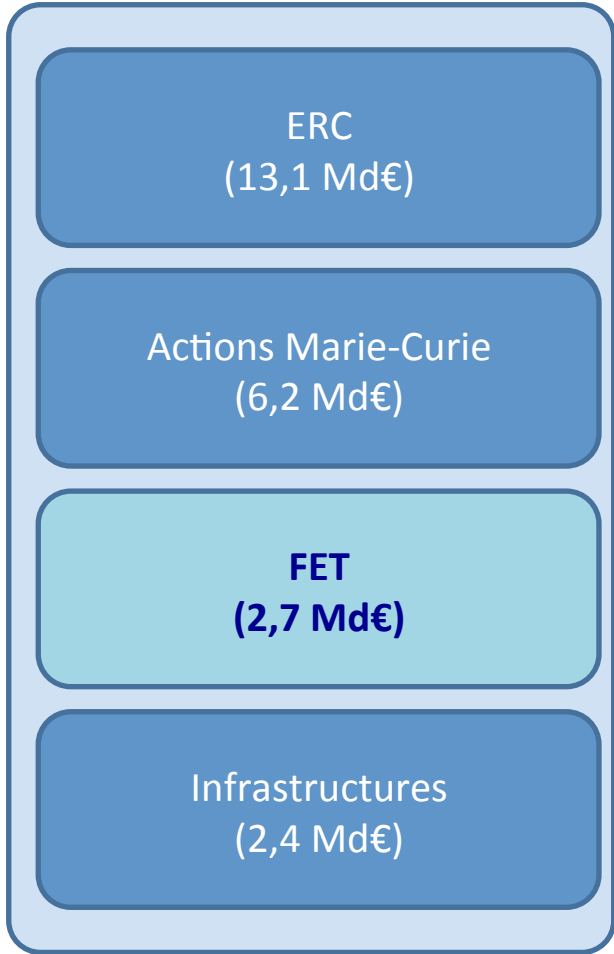 ERC
(13,1 Md€)
Actions Marie-Curie
(6,2 Md€)
FET
(2,7 Md€)
Infrastructures
(2,4 Md€)